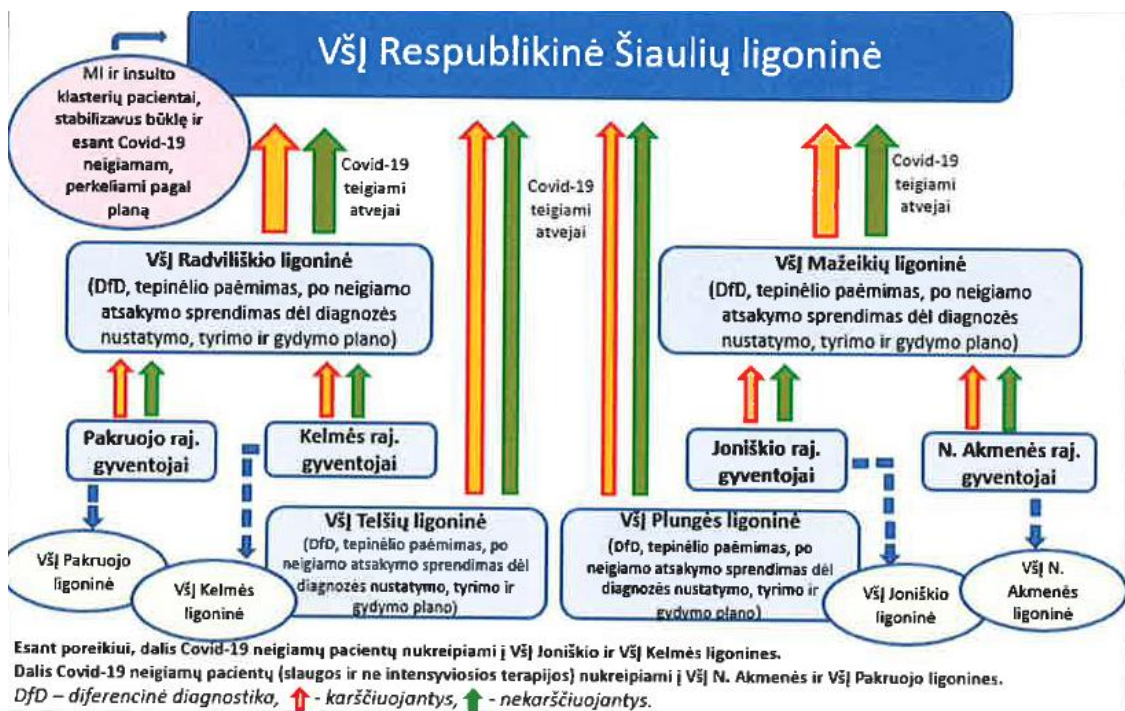 VšĮ Respublikinė Šiaulių ligoninė
MI ir insulto
klasterių pacientai,
stabilizavus būklę ir
esant Covid-19
neigiamam,
perkeliami pagal
planą
Covid-19
teigiami
atvejai
Covid-19
teigiami
atvejai
Covid-19
teigiami
atvejai
VšĮ Radviliškio ligoninė
(DfD, tepinėlio paėmimas, po neigiamo
atsakymo sprendimas dėl diagnozės
nustatymo, tyrimo ir gydymo plano)
VšĮ Mažeikių ligoninė
(DfD, tepinėlio paėmimas, po neigiamo
atsakymo sprendimas dėl diagnozės
nustatymo, tyrimo ir gydymo plano)
Pakruojo raj.
gyventojai
Kelmės raj.
gyventojai
Joniškio raj.
gyventojai
N. Akmenės raj.
gyventojai
VšĮ Pakruojo
ligoninė
VšĮ Kelmės
ligoninė
VšĮ Telšių ligoninė
(DfD, tepinėlio paėmimas, po
neigiamo atsakymo sprendimas dėl
diagnozės nustatymo, tyrimo ir
gydymo plano)
VšĮ Plungės ligoninė
(DfD, tepinėlio paėmimas, po
neigiamo atsakymo sprendimas dėl
diagnozės nustatymo, tyrimo ir
gydymo plano)
VšĮ Joniškio
ligoninė
VšĮ N.
Akmenės
ligoninė
Esant poreikiui, dalis Covid-19 neigiamų pacientų nukreipiami į VšĮ Joniškio ir VšĮ Kelmės ligonines.
Dalis Covid-19 neigiamų pacientų (slaugos ir ne intensyviosios terapijos) nukreipiami į VšĮ N. Akmenės ir VšĮ Pakruojo ligonines.
DfD – diferencinė diagnostika, - karščiuojantys, - nekarščiuojantys.